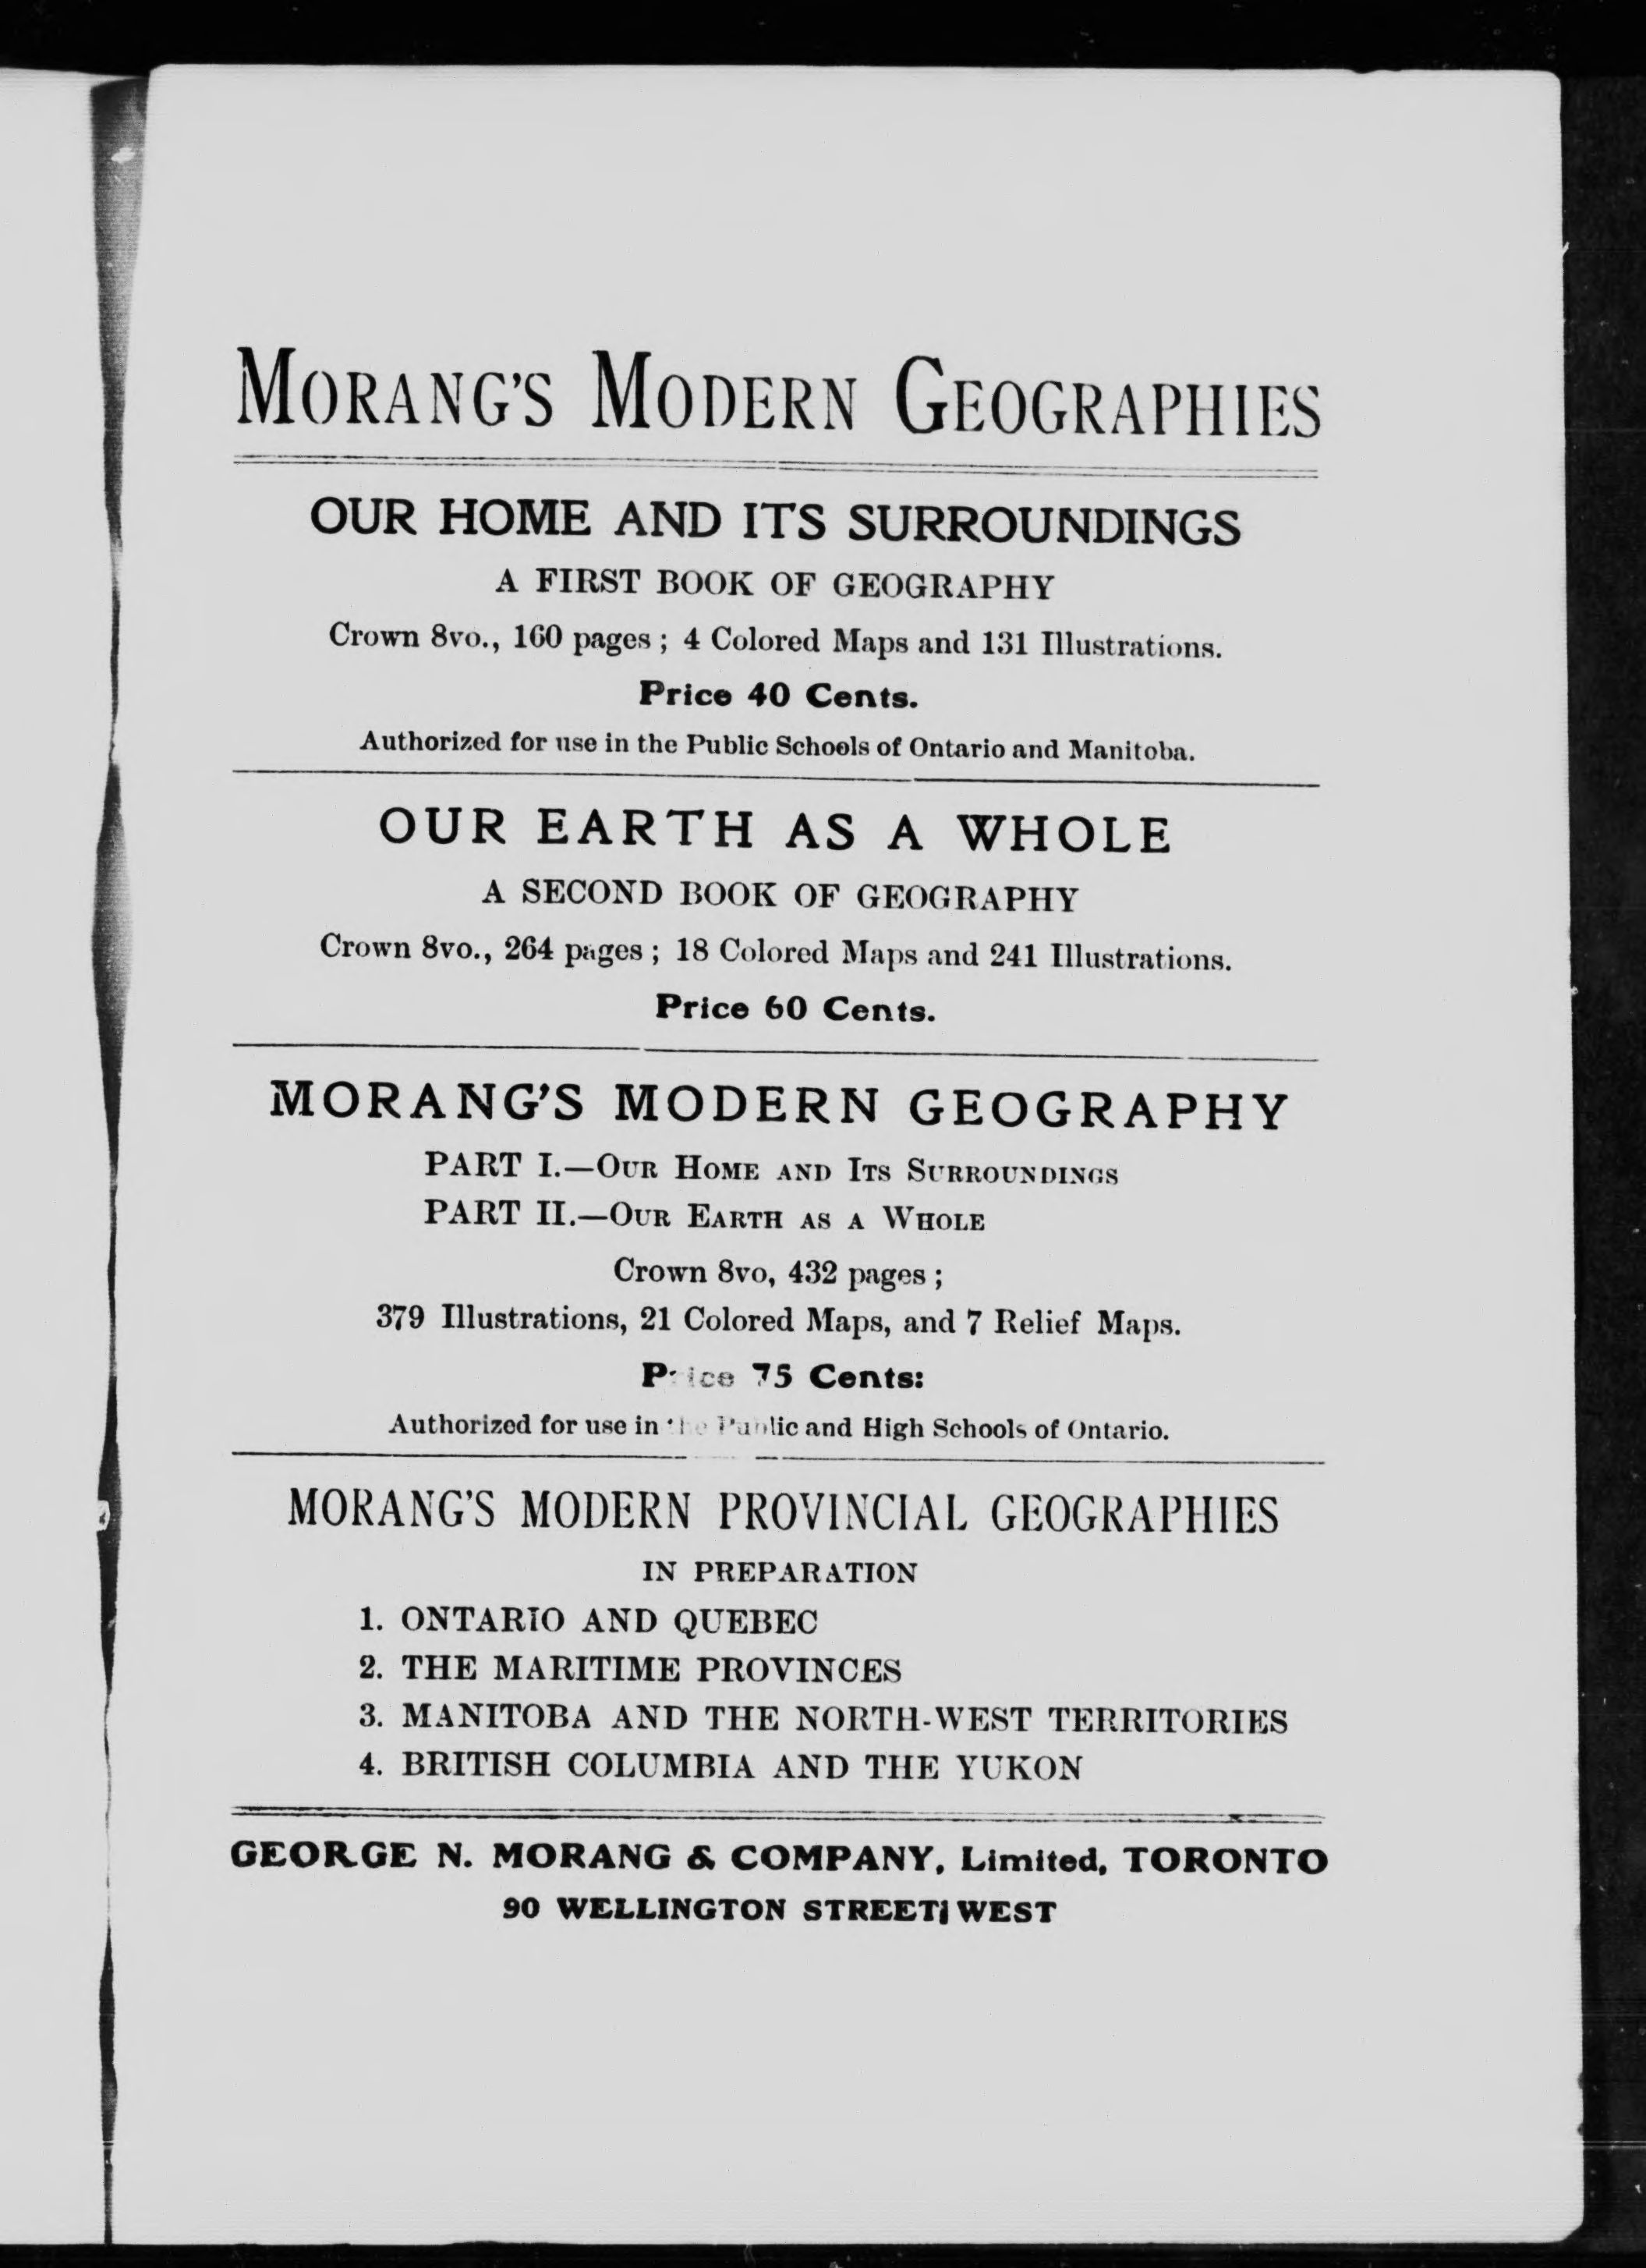 MORANG'S MODERN GEOGRAPHIES
OUR HOME AND ITS SURROUNDINGS
A FIRST BOOK OF GEOGRAPHY
Crown 8vo., 160 pages; 4 Colored Maps and 131 Illustrations.
Price 40 Cents.
Authorized for use in the Public Schools of Ontario and Manitoba.
OUR EARTH AS A WHOLE
A SECOND BOOK OF GEOGRAPHY
Crown 8vo., 264 pages; 18 Colored Maps and 241 Illustrations.
Price 60 Cents.
MORANG'S MODERN GEOGRAPHY
PART I.—OUR HOME AND ITS SURROUNDINGS
PART II.—OUR EARTH AS A WHOLE
Crown 8vo, 432 pages;
379 Illustrations, 21 Colored Maps, and 7 Relief Maps.
Price 75 Cents:
Authorized for use in the Public and High Schools of Ontario.
MORANG'S MODERN PROVINCIAL GEOGRAPHIES
IN PREPARATION
1. ONTARIO AND QUEBEC
2. THE MARITIME PROVINCES
3. MANITOBA AND THE NORTH-WEST TERRITORIES
4. BRITISH COLUMBIA AND THE YUKON
GEORGE N. MORANG & COMPANY, Limited, TORONTO
90 WELLINGTON STREET WEST